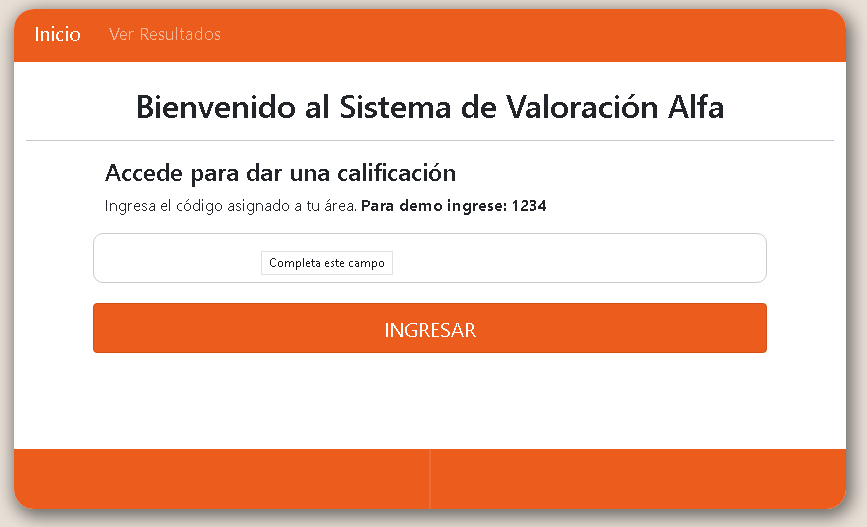 Inicio Ver Resultados
Bienvenido al Sistema de Valoración Alfa
Accede para dar una calificación
Ingresa el código asignado a tu área. Para demo ingrese: 1234
Completa este campo
INGRESAR